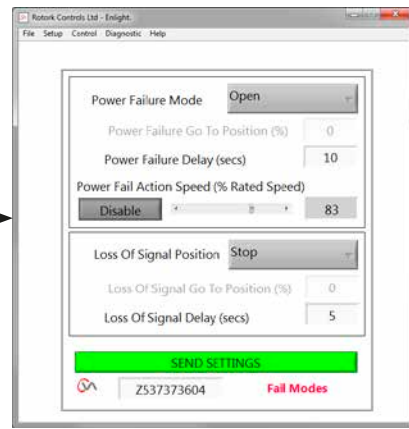 Rotork Controls Ltd - Enlight.
File Setup Control Diagnostic Help
Power Failure Mode Open
Power Failure Go To Position (%) 0
Power Failure Delay (secs) 10
Power Fail Action Speed (% Rated Speed)
Disable 83
Loss Of Signal Position Stop
Loss Of Signal Go To Position (%) 0
Loss Of Signal Delay (secs) 5
SEND SETTINGS
Z537373604 Fail Modes